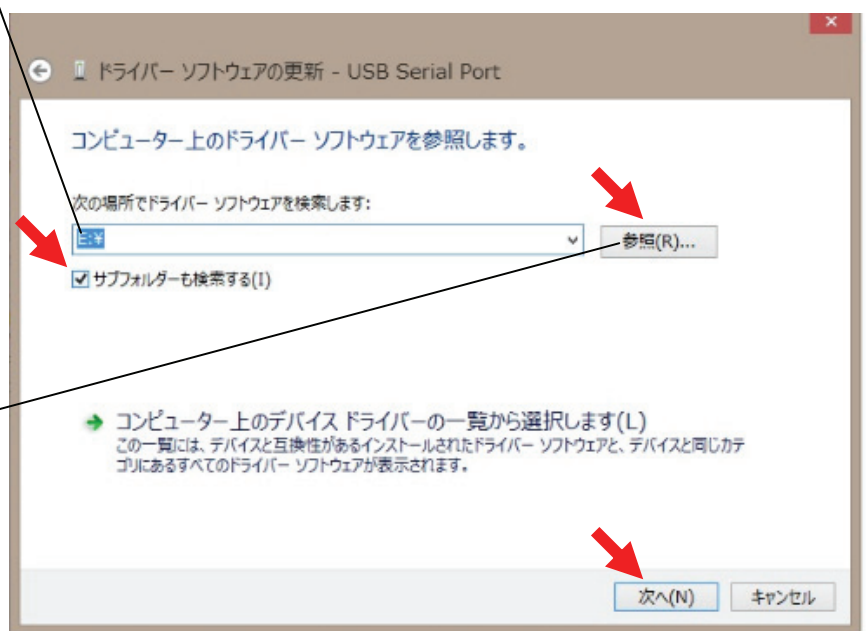 ドライバー ソフトウェアの更新 - USB Serial Port
コンピューター上のドライバー ソフトウェアを参照します。
次の場所でドライバー ソフトウェアを検索します:
E:¥
参照(R)...
サブフォルダーも検索する(I)
コンピューター上のデバイス ドライバーの一覧から選択します(L)
この一覧には、デバイスと互換性があるインストールされたドライバー ソフトウェアと、デバイスと同じカテ
ゴリにあるすべてのドライバー ソフトウェアが表示されます。
次へ(N)
キャンセル